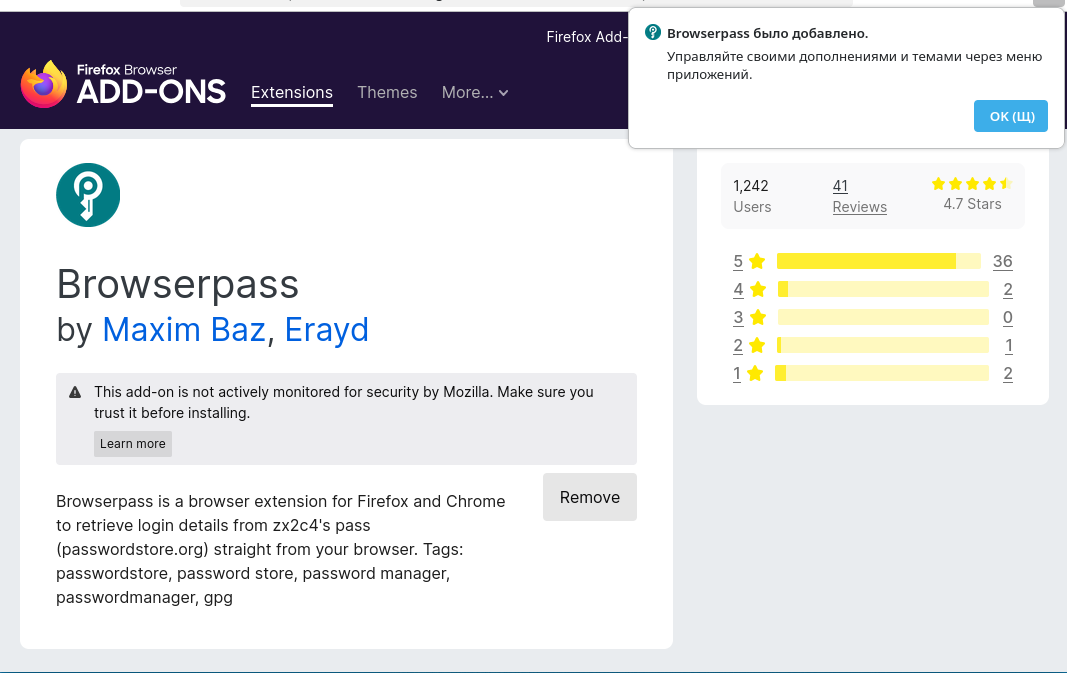 Firefox Add-
Browserpass было добавлено.
Управляйте своими дополнениями и темами через меню
приложений.
ОК (Щ)
Firefox Browser
ADD-ONS
Extensions
Themes
More...
Browserpass
by Maxim Baz, Erayd
This add-on is not actively monitored for security by Mozilla. Make sure you
trust it before installing.
Learn more
Browserpass is a browser extension for Firefox and Chrome
to retrieve login details from zx2c4's pass
(passwordstore.org) straight from your browser. Tags:
passwordstore, password store, password manager,
passwordmanager, gpg
Remove
1,242
Users
41
Reviews
4.7 Stars
5 36
4 2
3 0
2 1
1 2